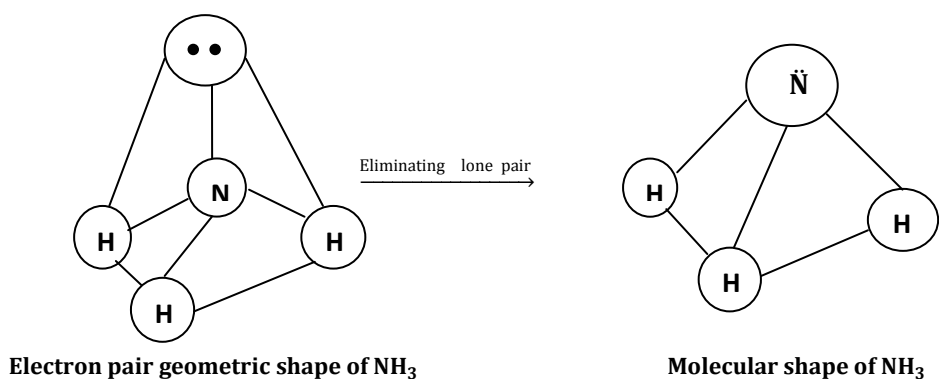 ●●
N
H
H
H
Eliminating lone pair
N̈
H
H
H
Electron pair geometric shape of NH₃
Molecular shape of NH₃